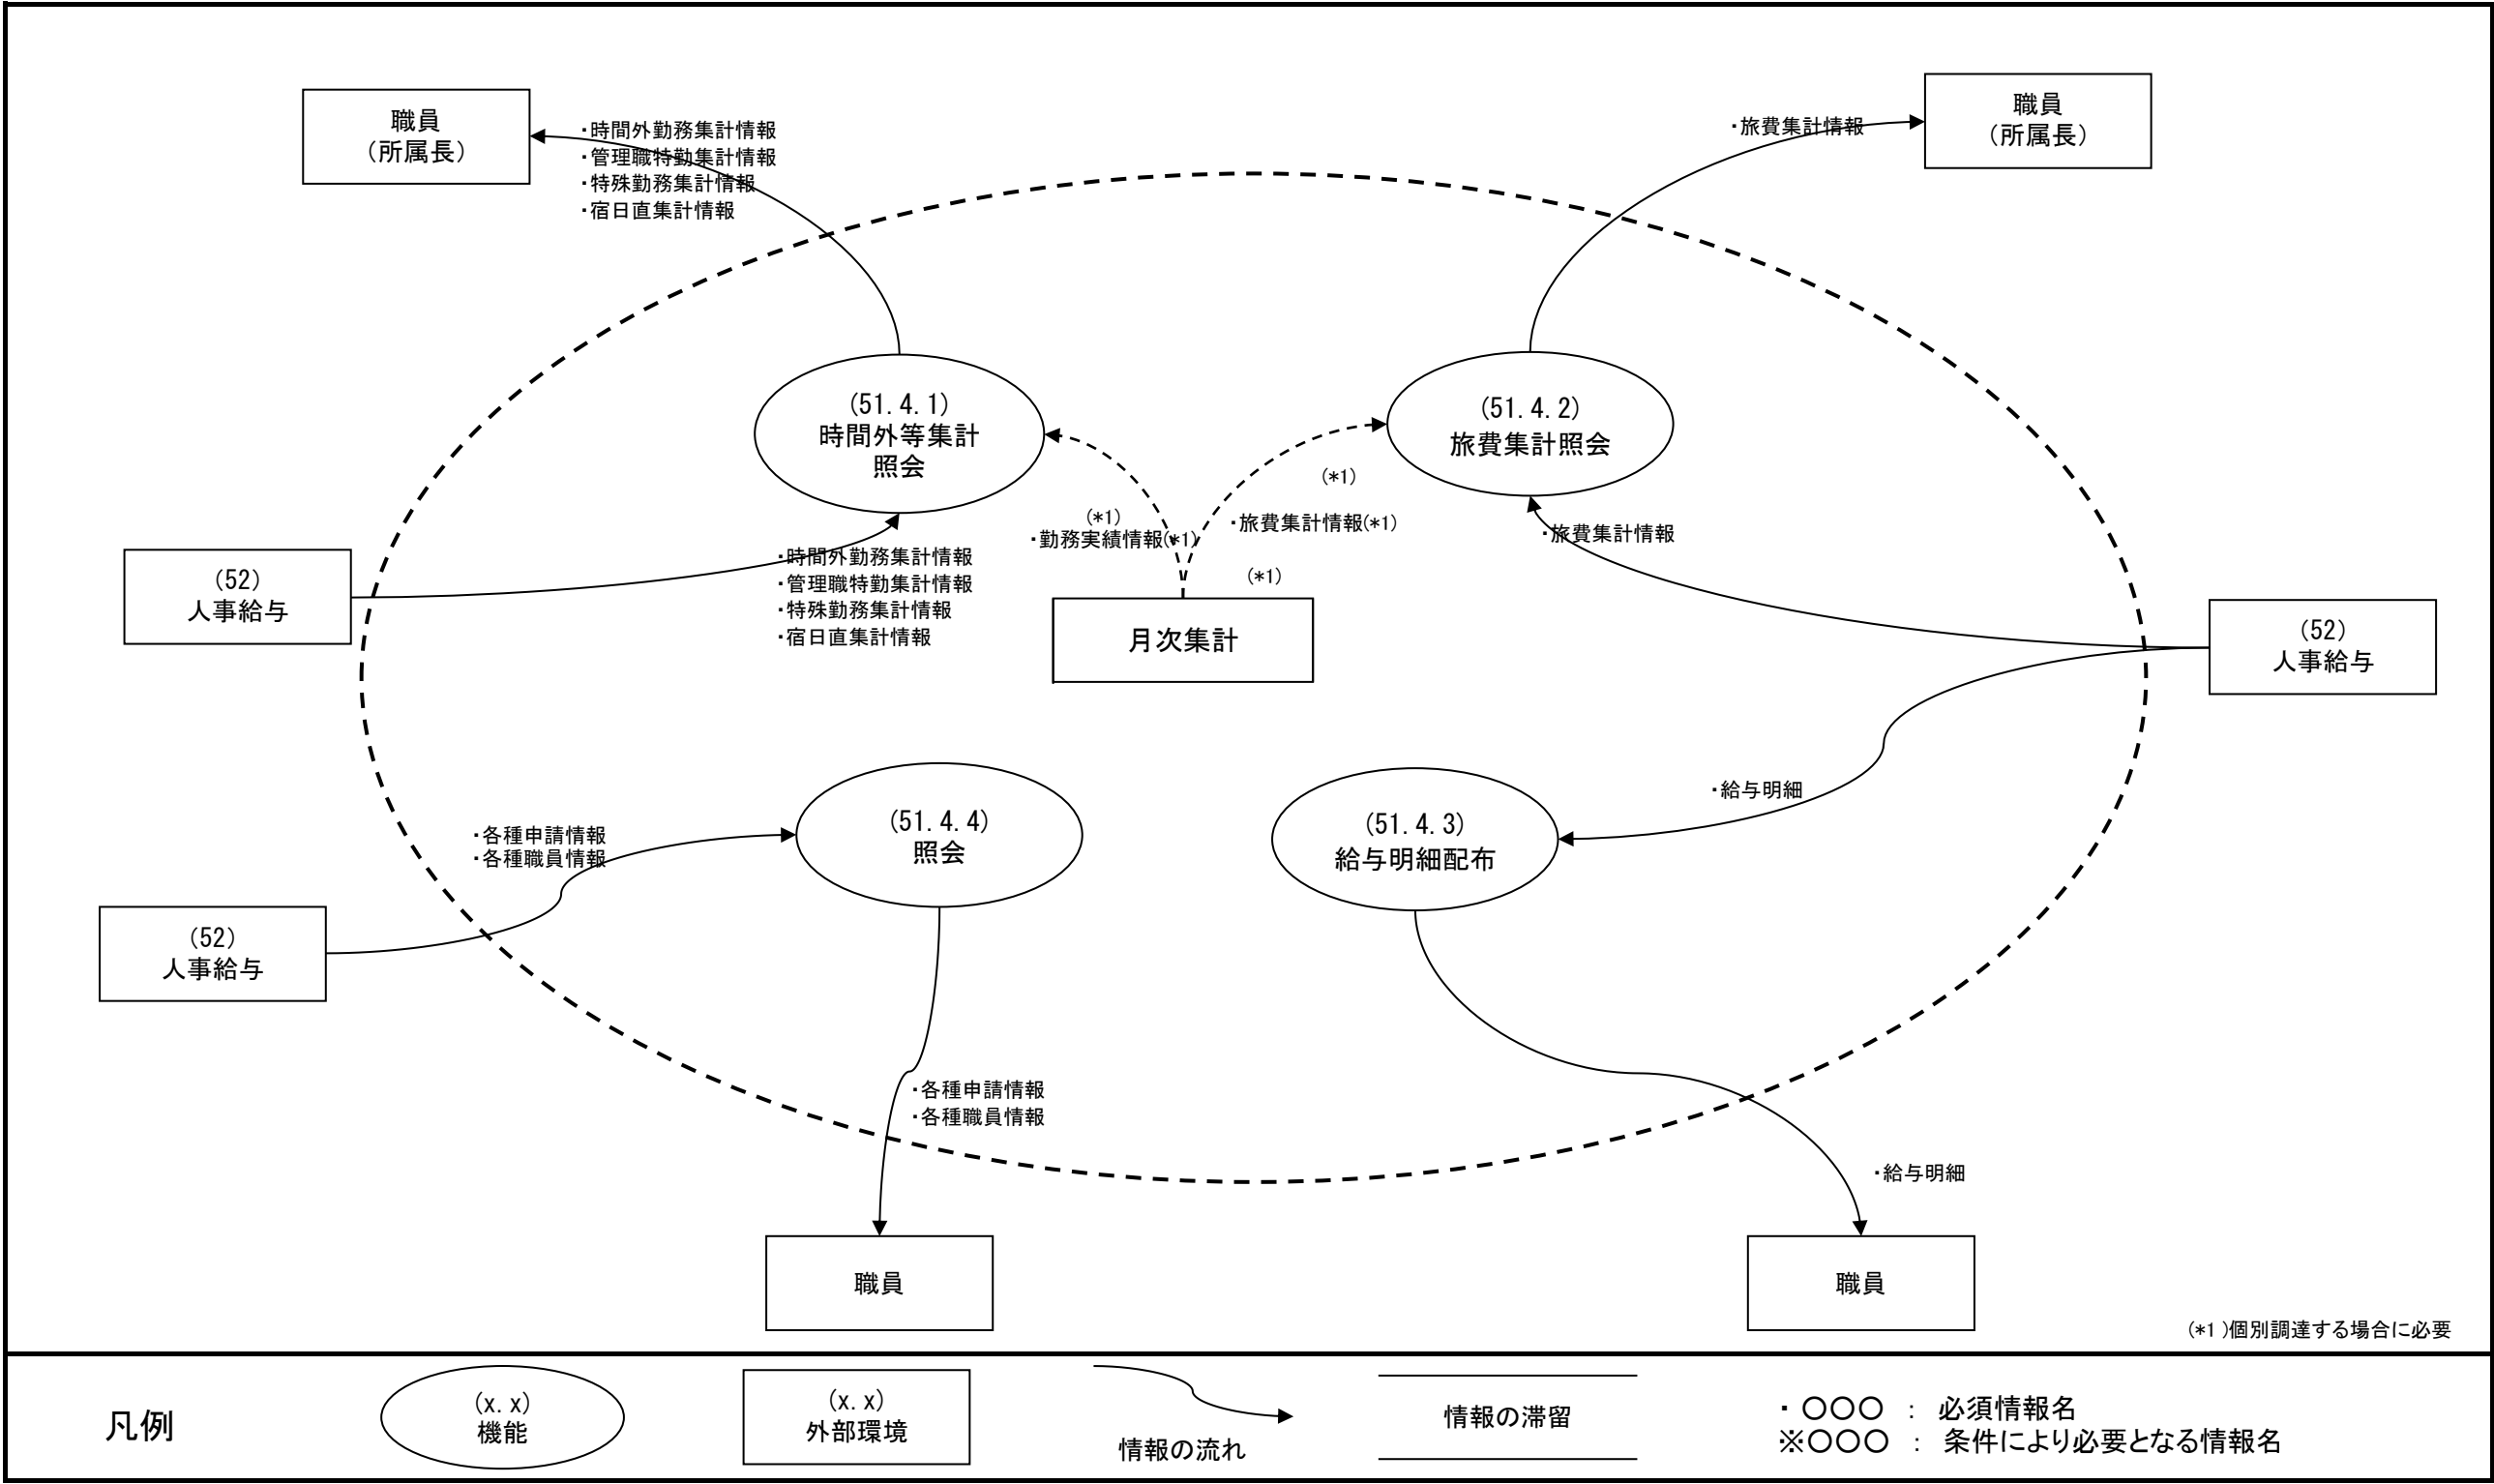 職員
（所属長）
・時間外勤務集計情報
・管理職特勤集計情報
・特殊勤務集計情報
・宿日直集計情報
・旅費集計情報
職員
（所属長）
(51.4.1)
時間外等集計
照会
(51.4.2)
旅費集計照会
(*1)
(*1)
・勤務実績情報(*1)
・旅費集計情報(*1)
(*1)
・旅費集計情報
(52)
人事給与
・時間外勤務集計情報
・管理職特勤集計情報
・特殊勤務集計情報
・宿日直集計情報
月次集計
(52)
人事給与
・各種申請情報
・各種職員情報
(51.4.4)
照会
(51.4.3)
給与明細配布
・給与明細
(52)
人事給与
・各種申請情報
・各種職員情報
・給与明細
職員
職員
(*1)個別調達する場合に必要
凡例
(x.x)
機能
(x.x)
外部環境
情報の流れ
情報の滞留
・ 〇〇〇 ： 必須情報名
※〇〇〇 ： 条件により必要となる情報名